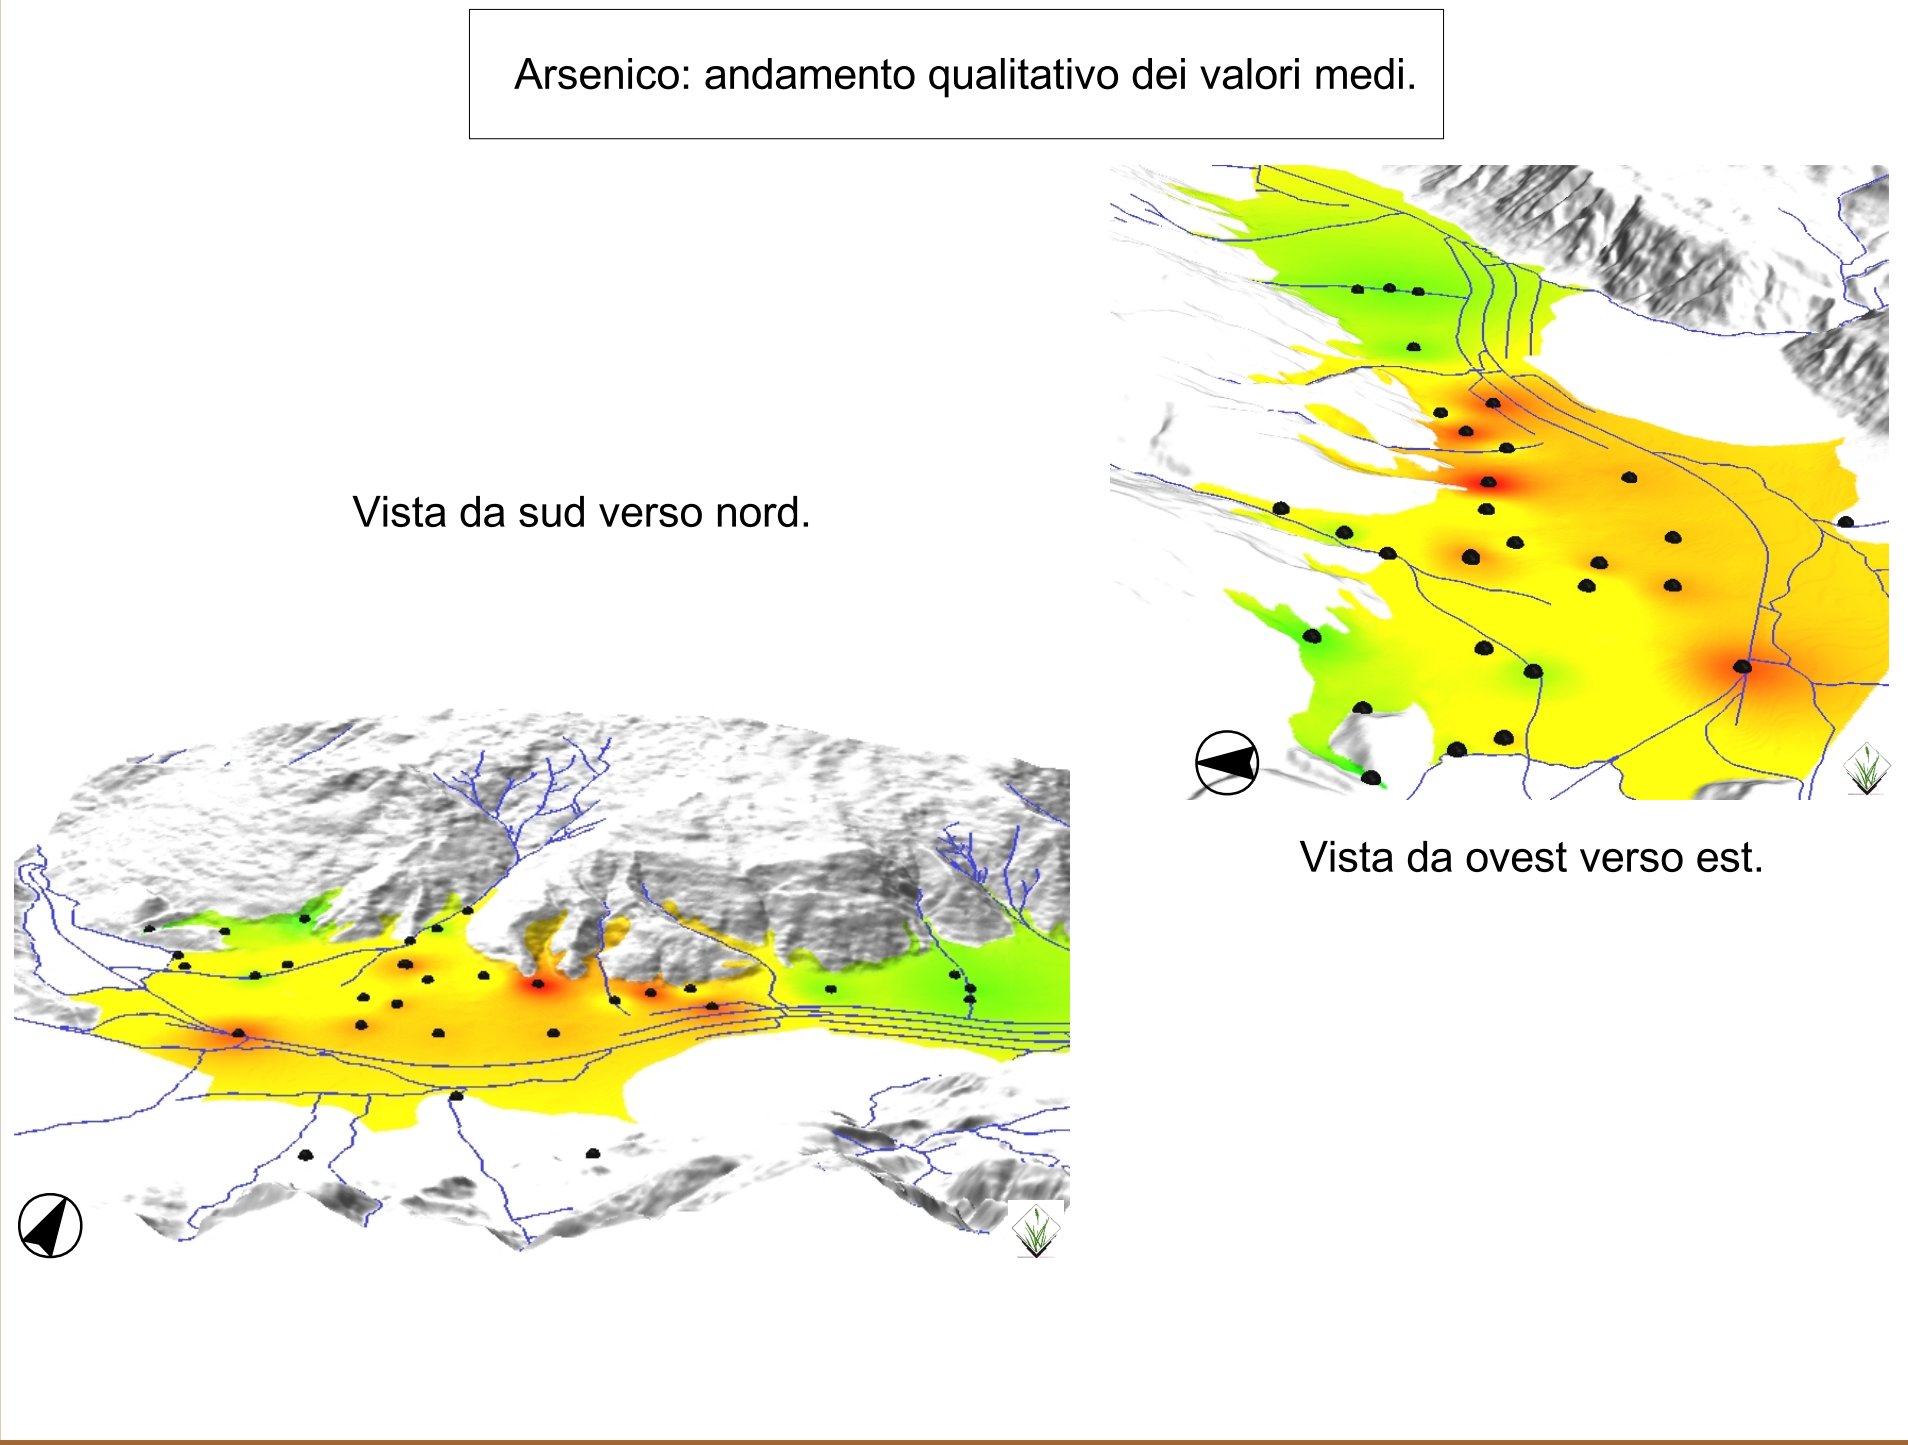 Arsenico: andamento qualitativo dei valori medi.
Vista da sud verso nord.
Vista da ovest verso est.